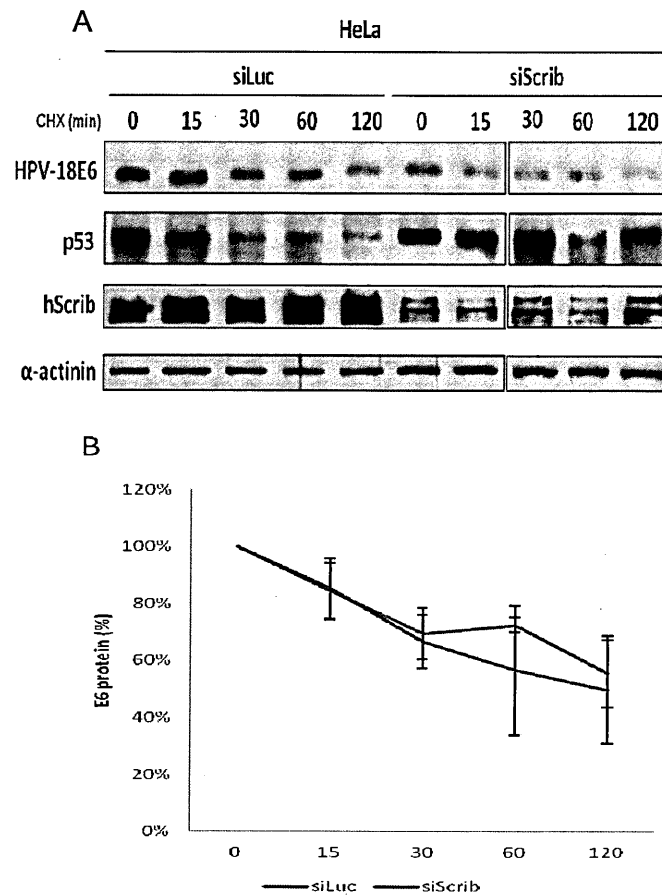 A
HeLa
siLuc siScrib
CHX (min) 0 15 30 60 120 0 15 30 60 120
HPV-18E6
p53
hScrib
α-actinin
B
120%
100%
80%
60%
40%
20%
0%
E6 protein (%)
0 15 30 60 120
siLuc siScrib